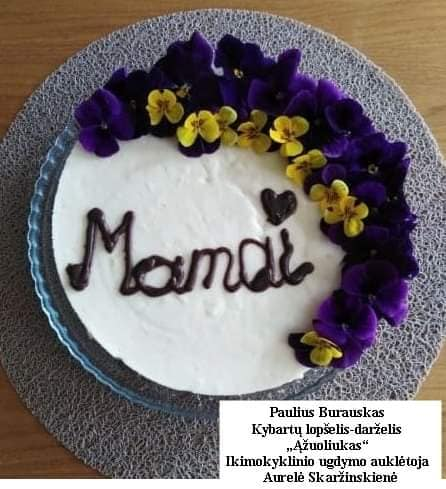 Mamai
Paulius Burauskas
Kybartų lopšelis-darželis
„Ąžuoliukas“
Ikimokyklinio ugdymo auklėtoja
Aurelė Skaržinskienė